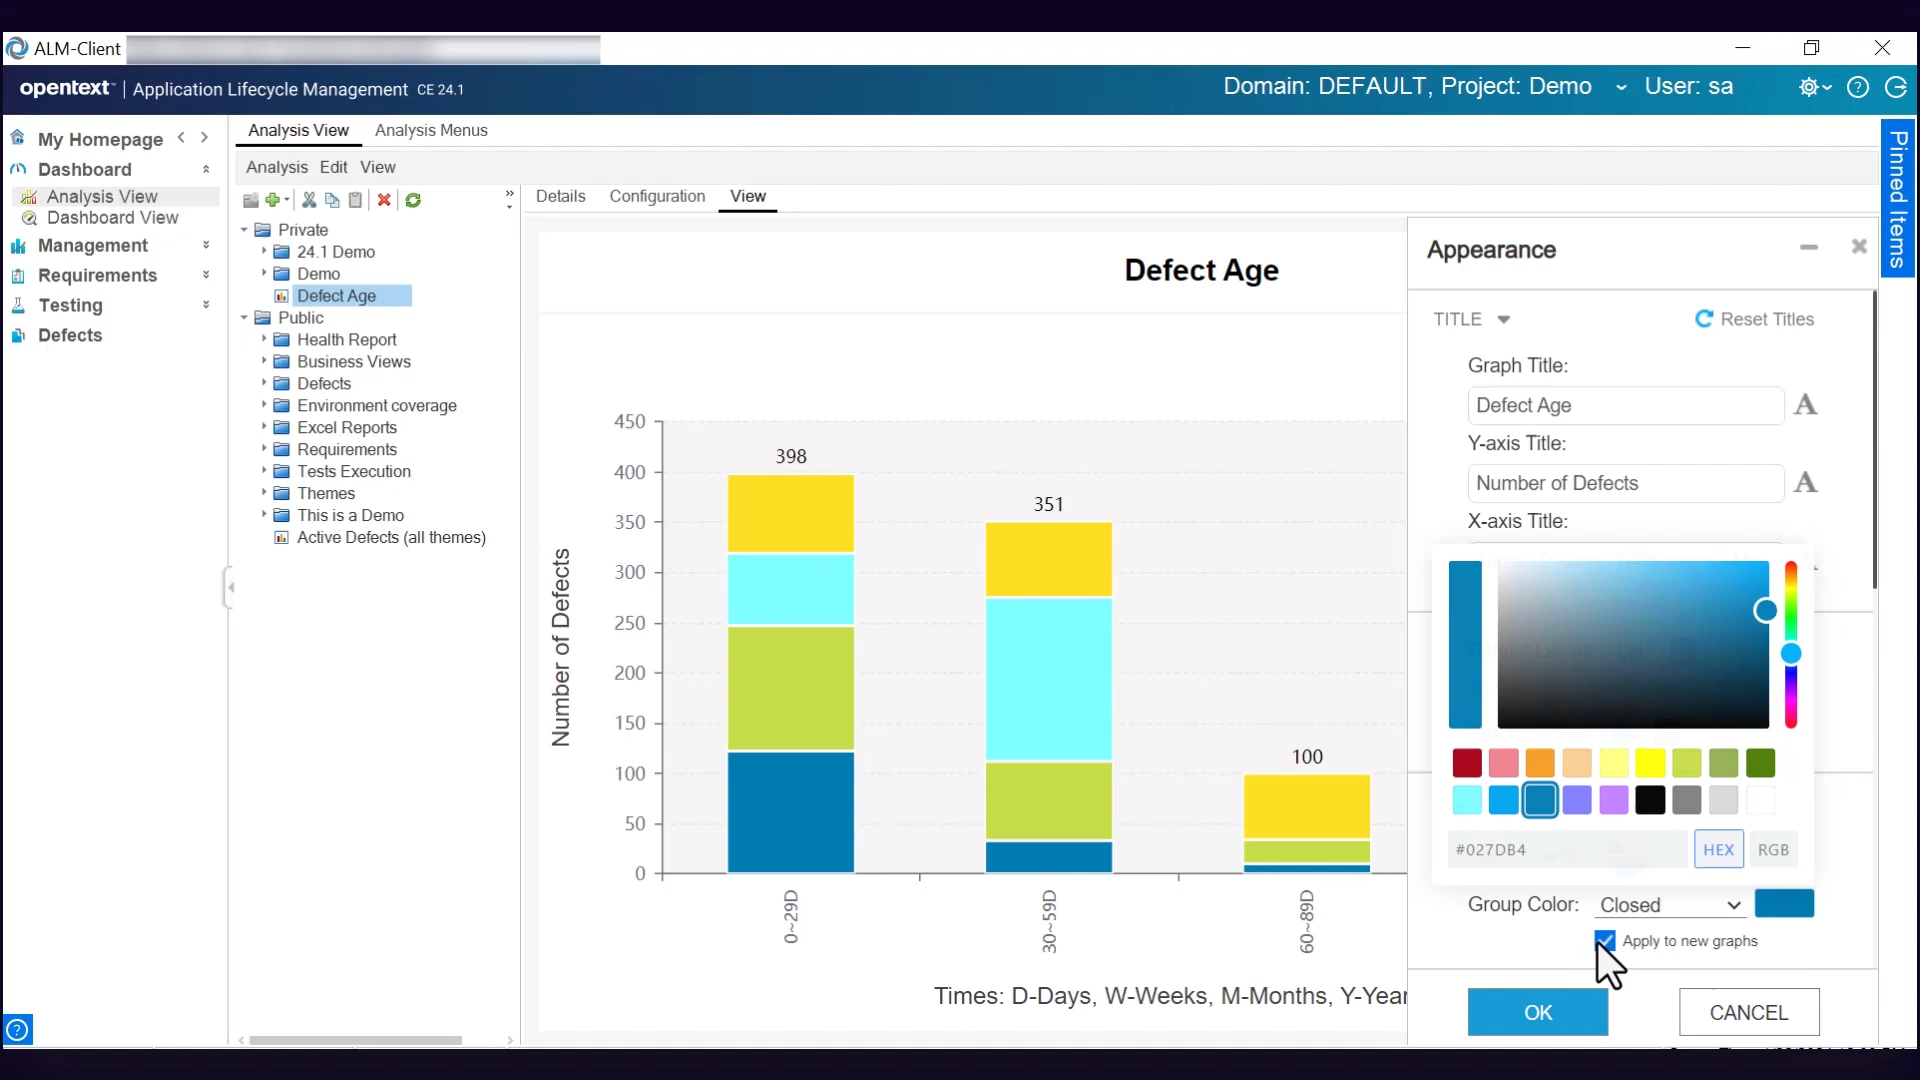 ALM-Client
opentext™ | Application Lifecycle Management CE 24.1
Domain: DEFAULT, Project: Demo
User: sa
My Homepage
Dashboard
Analysis View
Dashboard View
Management
Requirements
Testing
Defects
Analysis View
Analysis Menus
Analysis
Edit
View
Private
24.1 Demo
Demo
Defect Age
Public
Health Report
Business Views
Defects
Environment coverage
Excel Reports
Requirements
Tests Execution
Themes
This is a Demo
Active Defects (all themes)
Details
Configuration
View
Defect Age
Number of Defects
450
400
350
300
250
200
150
100
50
0
398
351
100
0~29D
30~59D
60~89D
Times: D-Days, W-Weeks, M-Months, Y-Year
Appearance
TITLE
Reset Titles
Graph Title:
Defect Age
A
Y-axis Title:
Number of Defects
A
X-axis Title:
#027DB4
HEX
RGB
Group Color:
Closed
Apply to new graphs
OK
CANCEL
Pinned Items